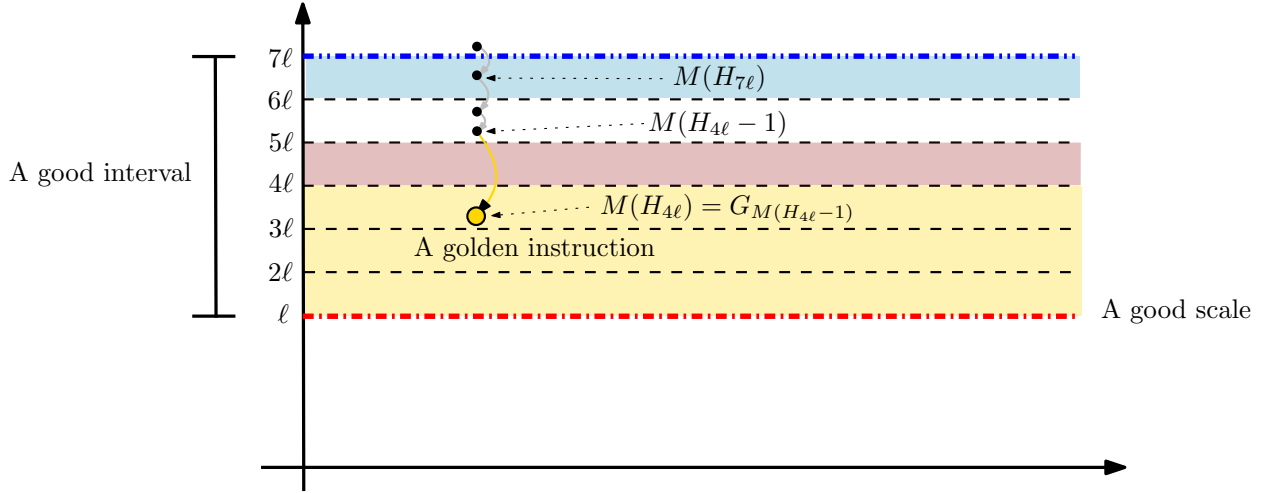 7ℓ
M(H_{7ℓ})
6ℓ
M(H_{4ℓ} − 1)
5ℓ
A good interval
4ℓ
M(H_{4ℓ}) = G_{M(H_{4ℓ}−1)}
3ℓ
A golden instruction
2ℓ
ℓ
A good scale